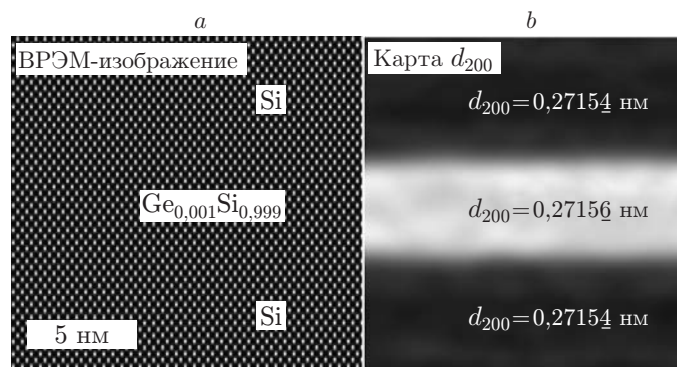 a
b
ВРЭМ-изображение
Карта d₂₀₀
Si
d₂₀₀=0,27154 нм
Ge₀,₀₀₁Si₀,₉₉₉
d₂₀₀=0,27156 нм
Si
d₂₀₀=0,27154 нм
5 нм